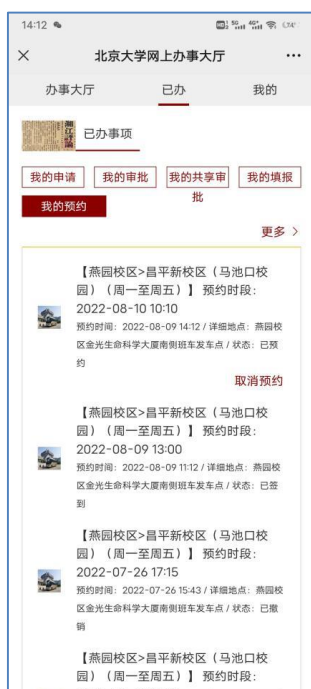 14:12
北京大学网上办事大厅
办事大厅 已办 我的
已办事项
我的申请 我的审批 我的共享审批 我的填报
我的预约
更多
【燕园校区>昌平新校区（马池口校
园）（周一至周五）】 预约时段：
2022-08-10 10:10
预约时间：2022-08-09 14:12 / 详细地点：燕园校
区金光生命科学大厦南侧班车发车点 / 状态：已预
约
取消预约
【燕园校区>昌平新校区（马池口校
园）（周一至周五）】 预约时段：
2022-08-09 13:00
预约时间：2022-08-09 11:12 / 详细地点：燕园校
区金光生命科学大厦南侧班车发车点 / 状态：已签
到
【燕园校区>昌平新校区（马池口校
园）（周一至周五）】 预约时段：
2022-07-26 17:15
预约时间：2022-07-26 15:43 / 详细地点：燕园校
区金光生命科学大厦南侧班车发车点 / 状态：已撤
销
【燕园校区>昌平新校区（马池口校
园）（周一至周五）】 预约时段：